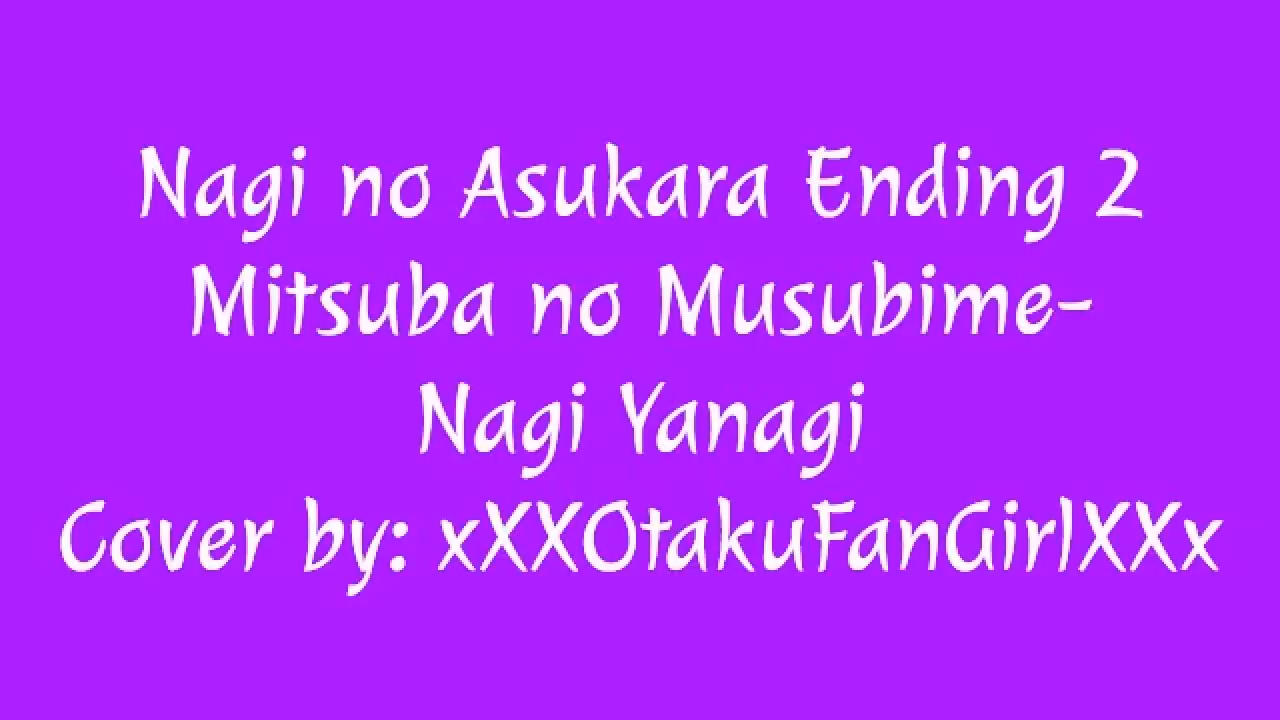 Nagi no Asukara Ending 2
Mitsuba no Musubime-
Nagi Yanagi
Cover by: xXXOtakuFanGirlXXx